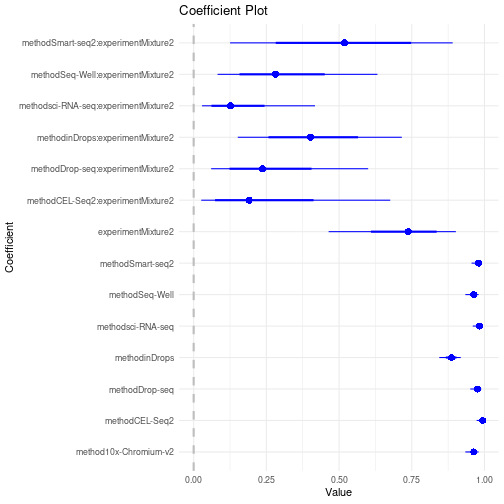 Coefficient Plot
methodSmart-seq2:experimentMixture2
methodSeq-Well:experimentMixture2
methodsci-RNA-seq:experimentMixture2
methodinDrops:experimentMixture2
methodDrop-seq:experimentMixture2
methodCEL-Seq2:experimentMixture2
experimentMixture2
methodSmart-seq2
methodSeq-Well
methodsci-RNA-seq
methodinDrops
methodDrop-seq
methodCEL-Seq2
method10x-Chromium-v2
Coefficient
0.00 0.25 0.50 0.75 1.00
Value